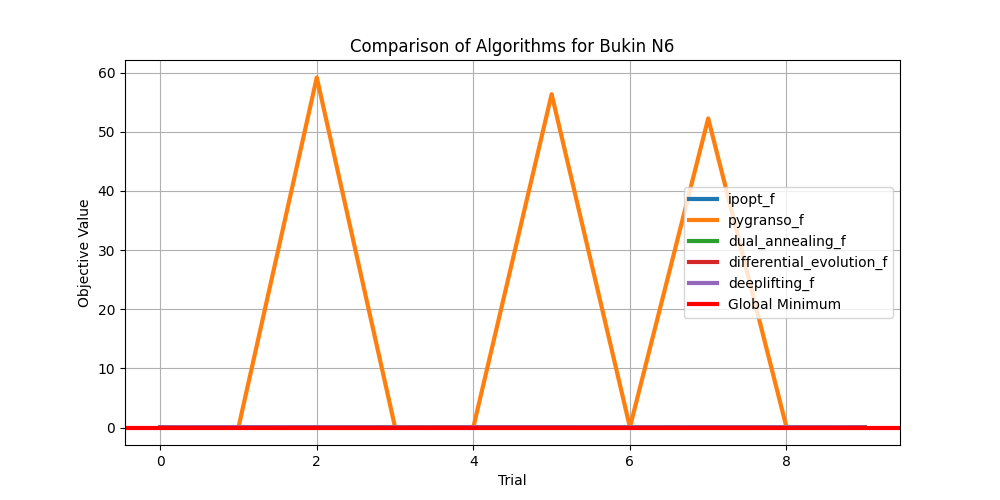 Comparison of Algorithms for Bukin N6
60
50
40
30
20
10
0
Objective Value
ipopt_f
pygranso_f
dual_annealing_f
differential_evolution_f
deeplifting_f
Global Minimum
0 2 4 6 8
Trial